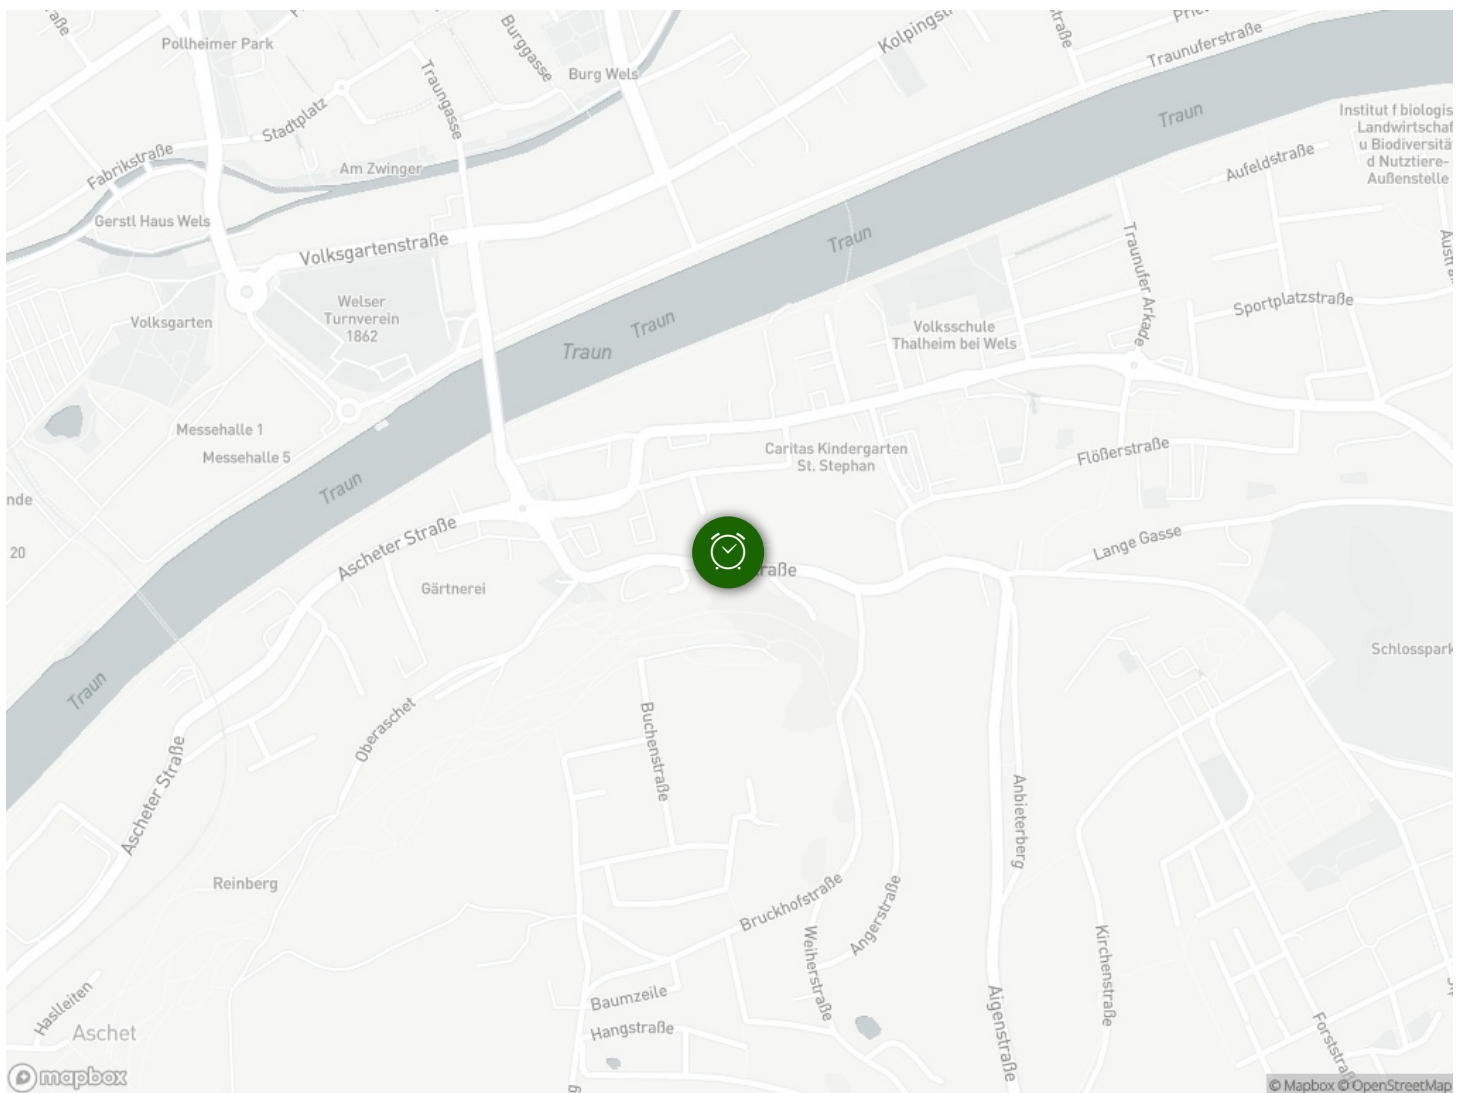 Pollheimer Park
Burggasse
Burg Wels
Kolpingst
Traunuferstraße
Traungasse
Stadtplatz
Fabrikstraße
Am Zwinger
Gerstl Haus Wels
Volksgartenstraße
Traun
Institut f biologis
Landwirtschaf
u Biodiversitä
d Nutztiere-
Außenstelle
Aufeldstraße
Traun
Traunufer Arkade
Sportplatzstraße
Welser
Turnverein
1862
Volksgarten
Traun
Traun
Volksschule
Thalheim bei Wels
Messehalle 1
Messehalle 5
Caritas Kindergarten
St. Stephan
Flößerstraße
Traun
nde
20
Ascheter Straße
Lange Gasse
raße
Gärtnerei
Schlosspark
Traun
Oberaschet
Buchenstraße
Ascheter Straße
Anbieterberg
Reinberg
Bruckhofstraße
Angerstraße
Weiherstraße
Kirchenstraße
Baumzeile
Haslleiten
Aschet
Hangstraße
Aigenstraße
Forststraß
mapbox
© Mapbox © OpenStreetMap